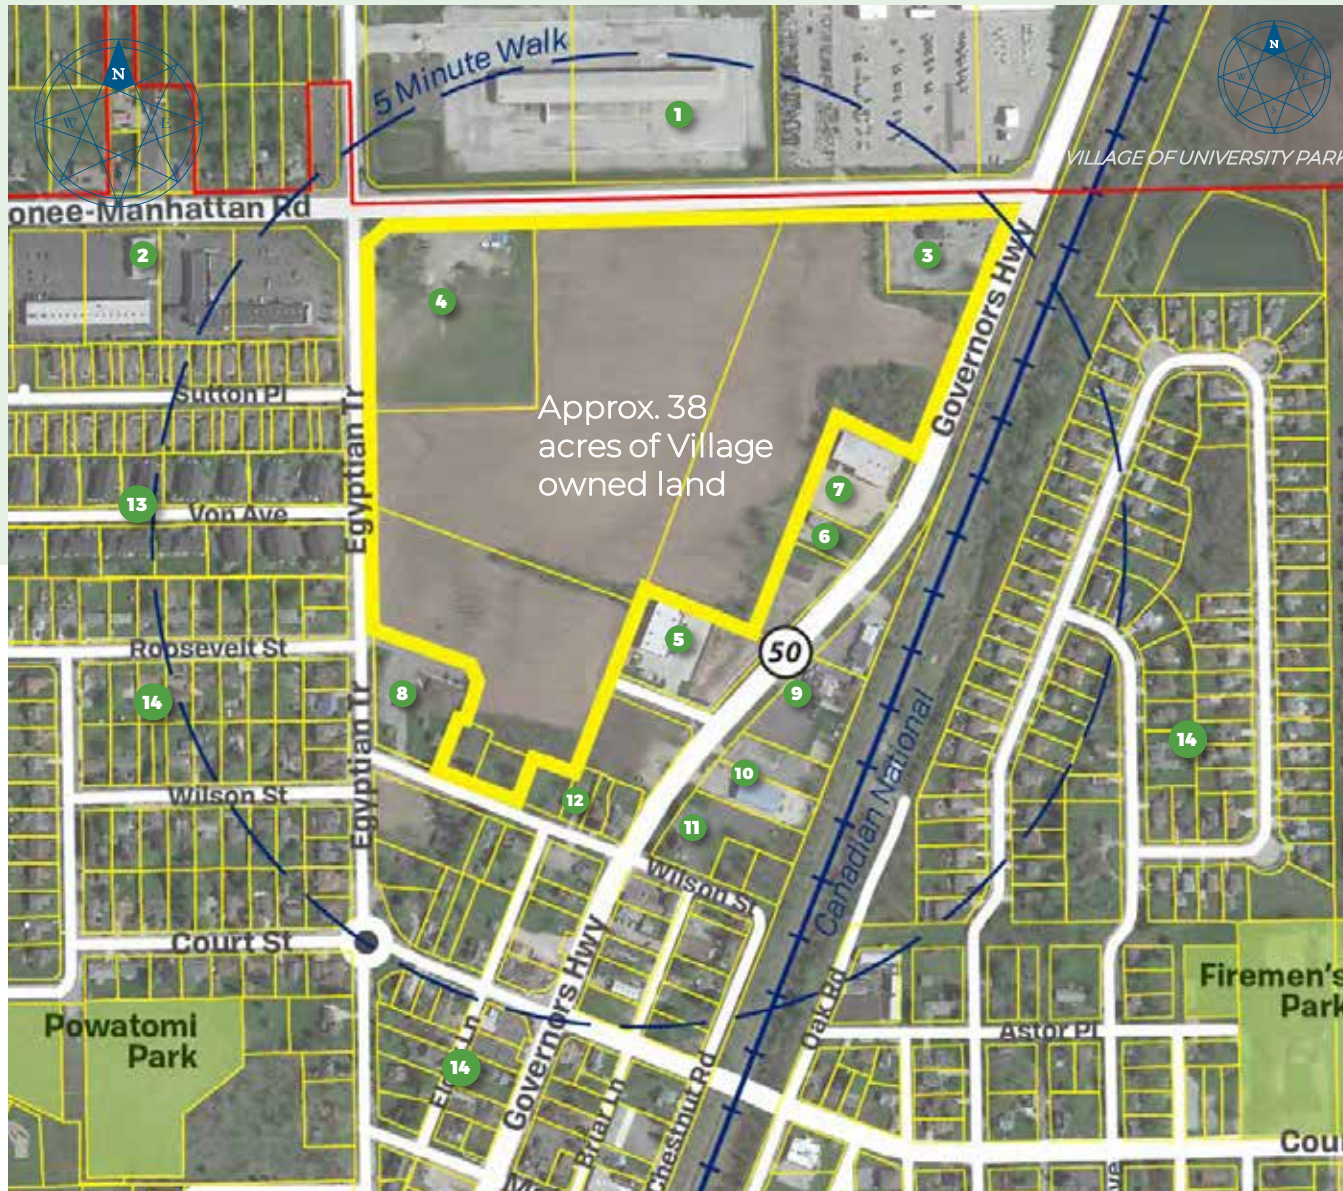 5 Minute Walk
N
W
E
N
W
E
S
1
VILLAGE OF UNIVERSITY PARK
onee-Manhattan Rd
2
3
4
Governors Hwy
Sutton Pl
Egyptian Tr
Approx. 38
acres of Village
owned land
7
13
Von Ave
6
5
Roosevelt St
50
8
9
14
14
Egyptian Tr
Canadian National
10
Wilson St
12
11
Wilson St
Court St
Governors Hwy
Firemen's
Park
Powatomi
Park
Oak Rd
Astor Pl
14
Ln
Briar Ln
Chestnut Rd
Cour